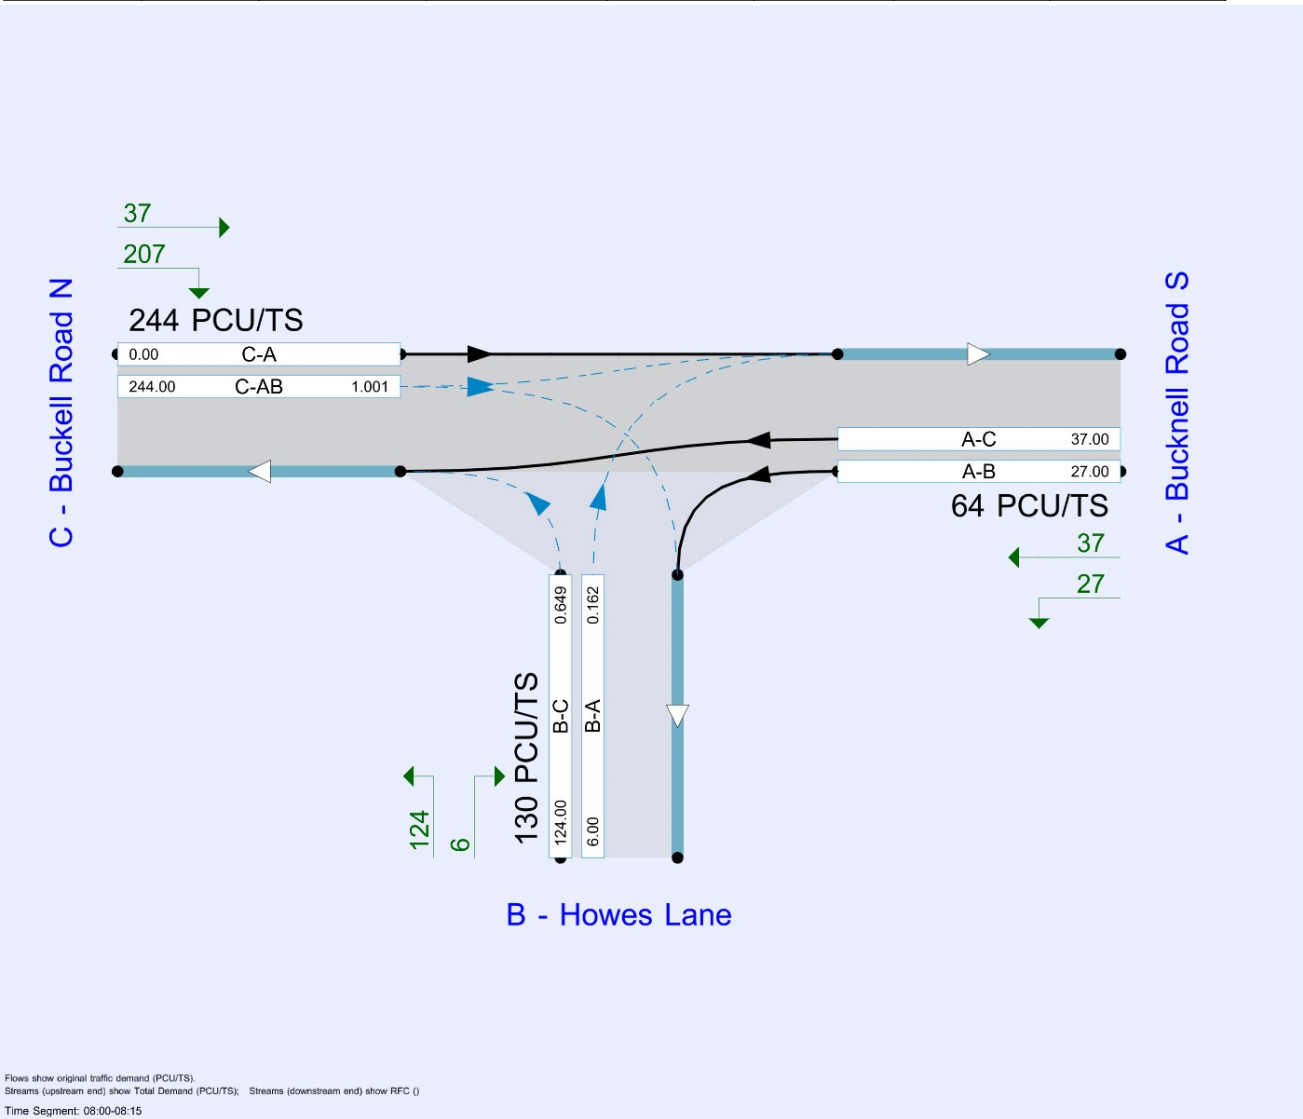 37
207
244 PCU/TS
0.00 C-A
244.00 C-AB 1.001
C - Buckell Road N
A - Bucknell Road S
A-C 37.00
A-B 27.00
64 PCU/TS
37
27
0.649 B-C 124.00
0.162 B-A 6.00
130 PCU/TS
124
6
B - Howes Lane
Flows show original traffic demand (PCU/TS).
Streams (upstream end) show Total Demand (PCU/TS); Streams (downstream end) show RFC ()
Time Segment: 08:00-08:15